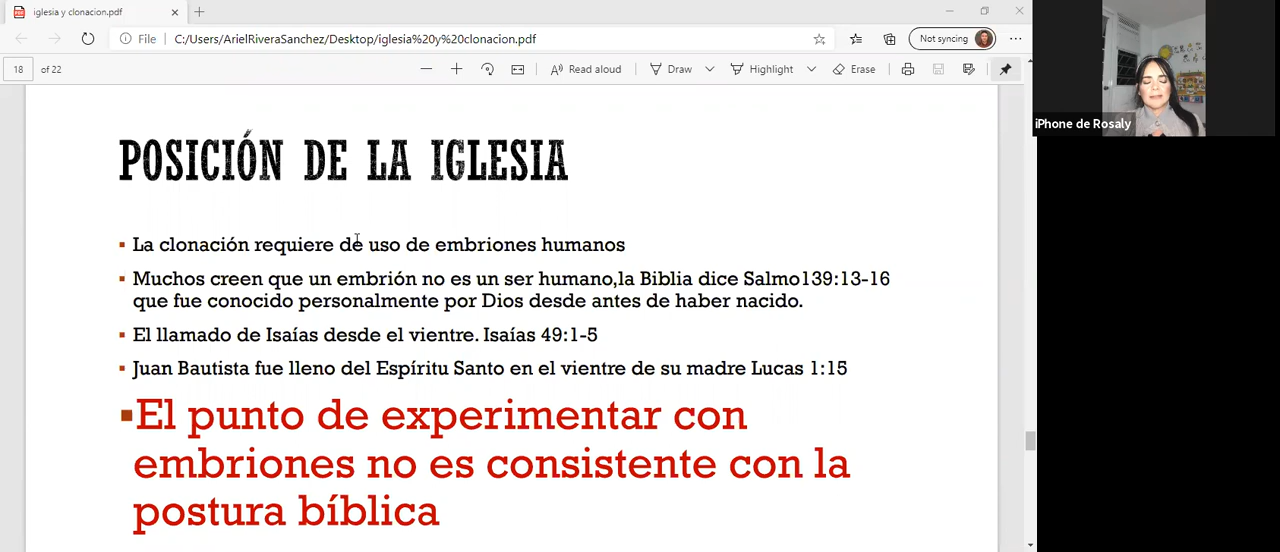 iglesia y clonacion.pdf
File C:/Users/ArielRiveraSanchez/Desktop/iglesia%20y%20clonacion.pdf Not syncing
18 of 22 Read aloud Draw Highlight Erase
iPhone de Rosaly
POSICIÓN DE LA IGLESIA
▪ La clonación requiere de uso de embriones humanos
▪ Muchos creen que un embrión no es un ser humano,la Biblia dice Salmo139:13-16
que fue conocido personalmente por Dios desde antes de haber nacido.
▪ El llamado de Isaías desde el vientre. Isaías 49:1-5
▪ Juan Bautista fue lleno del Espíritu Santo en el vientre de su madre Lucas 1:15
▪El punto de experimentar con
embriones no es consistente con la
postura bíblica